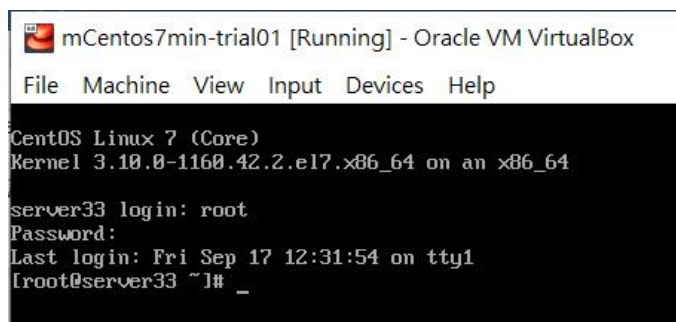 mCentos7min-trial01 [Running] - Oracle VM VirtualBox
File Machine View Input Devices Help
CentOS Linux 7 (Core)
Kernel 3.10.0-1160.42.2.el7.x86_64 on an x86_64
server33 login: root
Password:
Last login: Fri Sep 17 12:31:54 on tty1
[root@server33 ~]# _